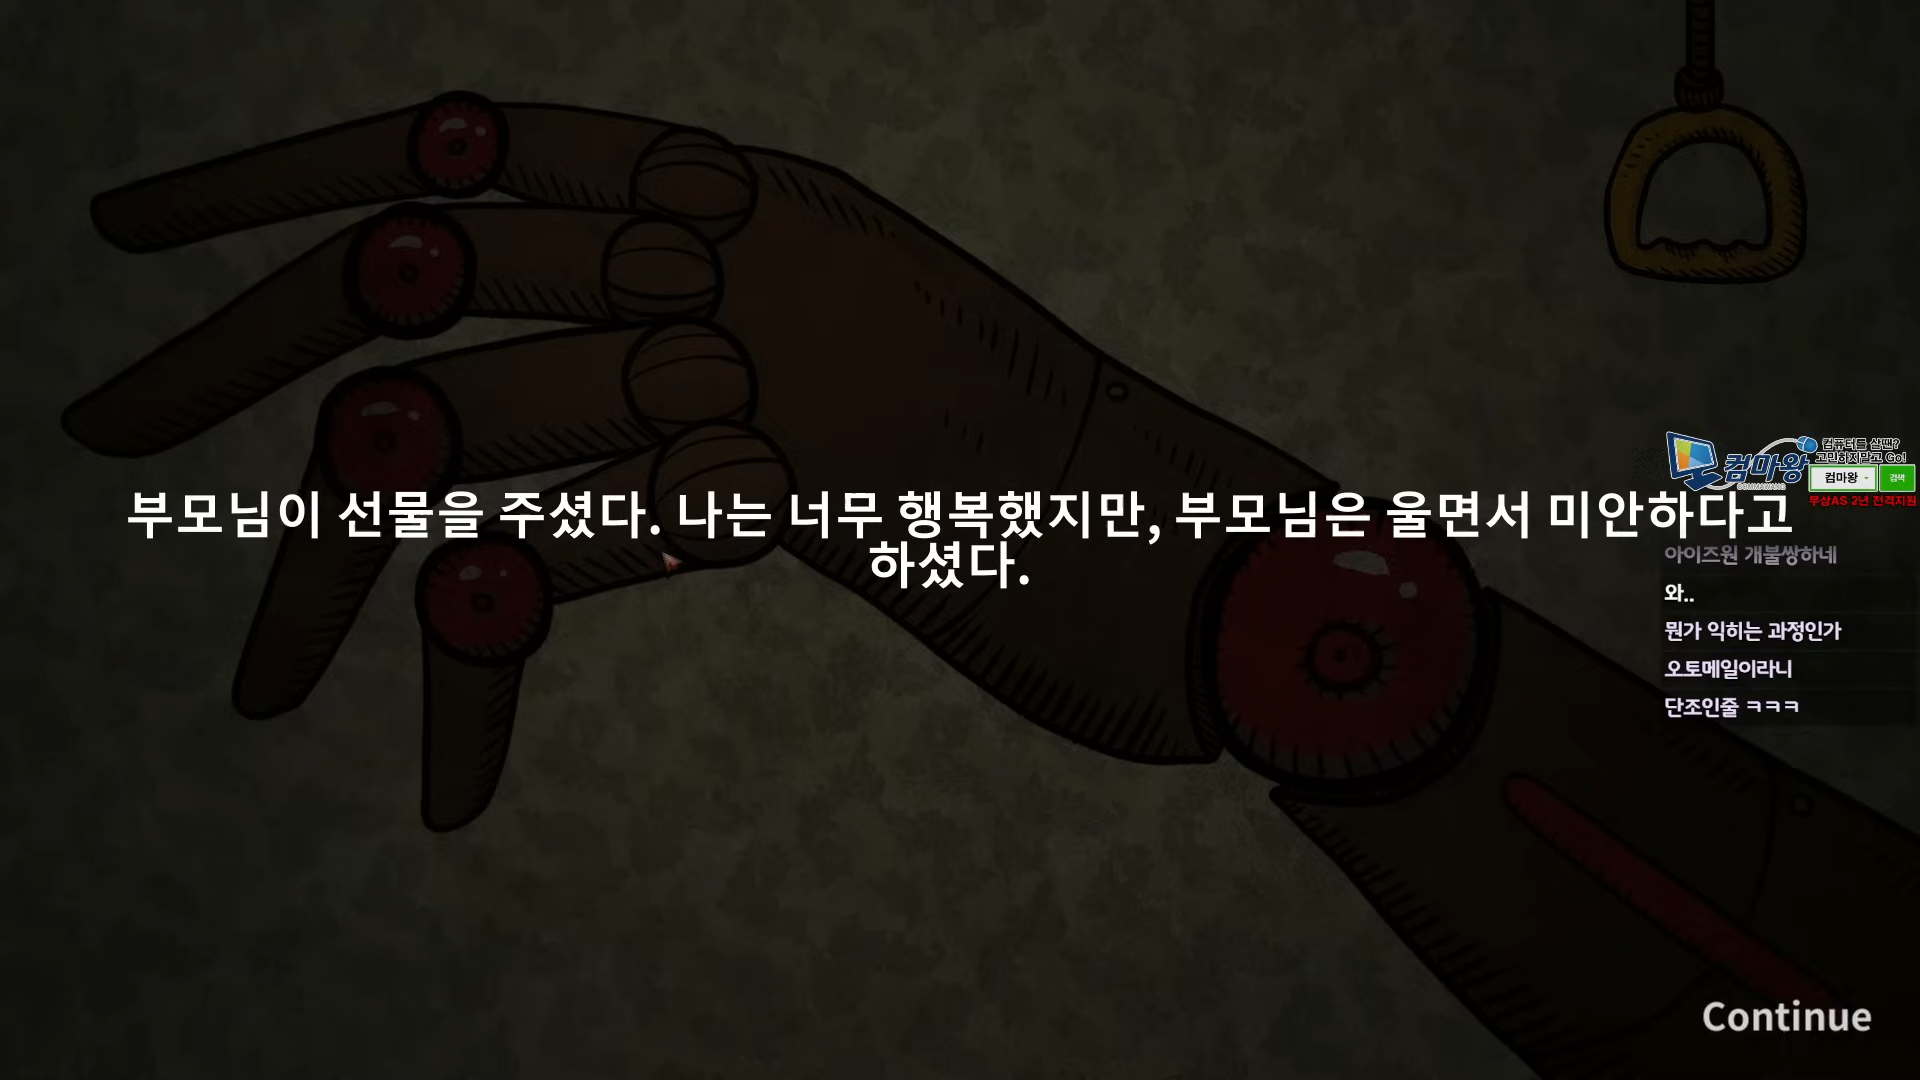 컴퓨터를 살땐?
고민하지말고 Go!
컴마왕
컴마왕 검색
COMMAWANG
무상AS 2년 전격지원
부모님이 선물을 주셨다. 나는 너무 행복했지만, 부모님은 울면서 미안하다고
하셨다.
아이즈원 개불쌍하네
와..
뭔가 익히는 과정인가
오토메일이라니
단조인줄 ㅋㅋㅋ
Continue